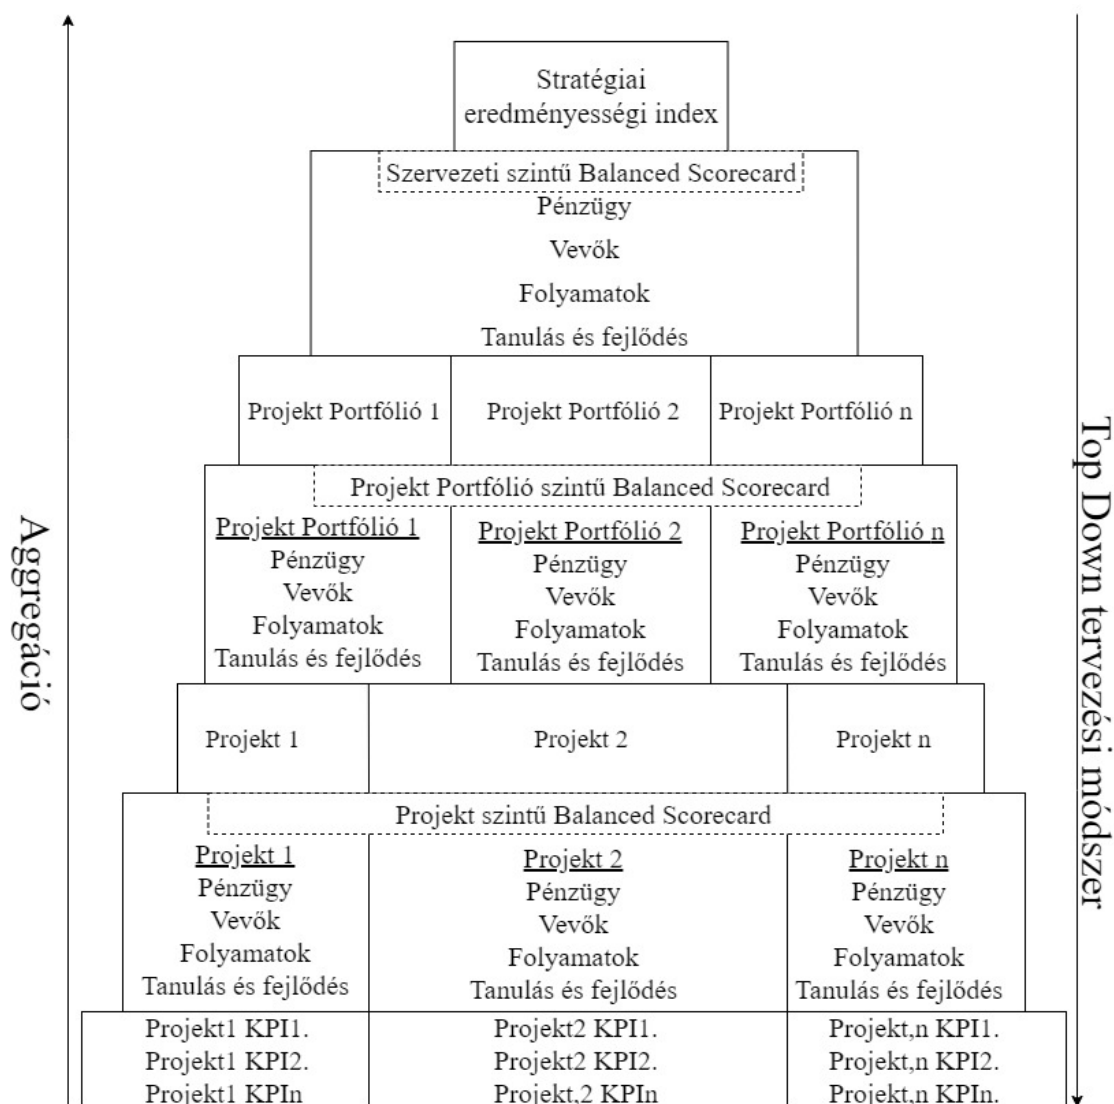 Stratégiai
eredményességi index
Szervezeti szintű Balanced Scorecard
Pénzügy
Vevők
Folyamatok
Tanulás és fejlődés
Projekt Portfólió 1
Projekt Portfólió 2
Projekt Portfólió n
Projekt Portfólió szintű Balanced Scorecard
Projekt Portfólió 1
Pénzügy
Vevők
Folyamatok
Tanulás és fejlődés
Projekt Portfólió 2
Pénzügy
Vevők
Folyamatok
Tanulás és fejlődés
Projekt Portfólió n
Pénzügy
Vevők
Folyamatok
Tanulás és fejlődés
Projekt 1
Projekt 2
Projekt n
Projekt szintű Balanced Scorecard
Projekt 1
Pénzügy
Vevők
Folyamatok
Tanulás és fejlődés
Projekt 2
Pénzügy
Vevők
Folyamatok
Tanulás és fejlődés
Projekt n
Pénzügy
Vevők
Folyamatok
Tanulás és fejlődés
Projekt1 KPI1.
Projekt1 KPI2.
Projekt1 KPIn
Projekt2 KPI1.
Projekt2 KPI2.
Projekt,2 KPIn
Projekt,n KPI1.
Projekt,n KPI2.
Projekt,n KPIn.
Aggregáció
Top Down tervezési módszer